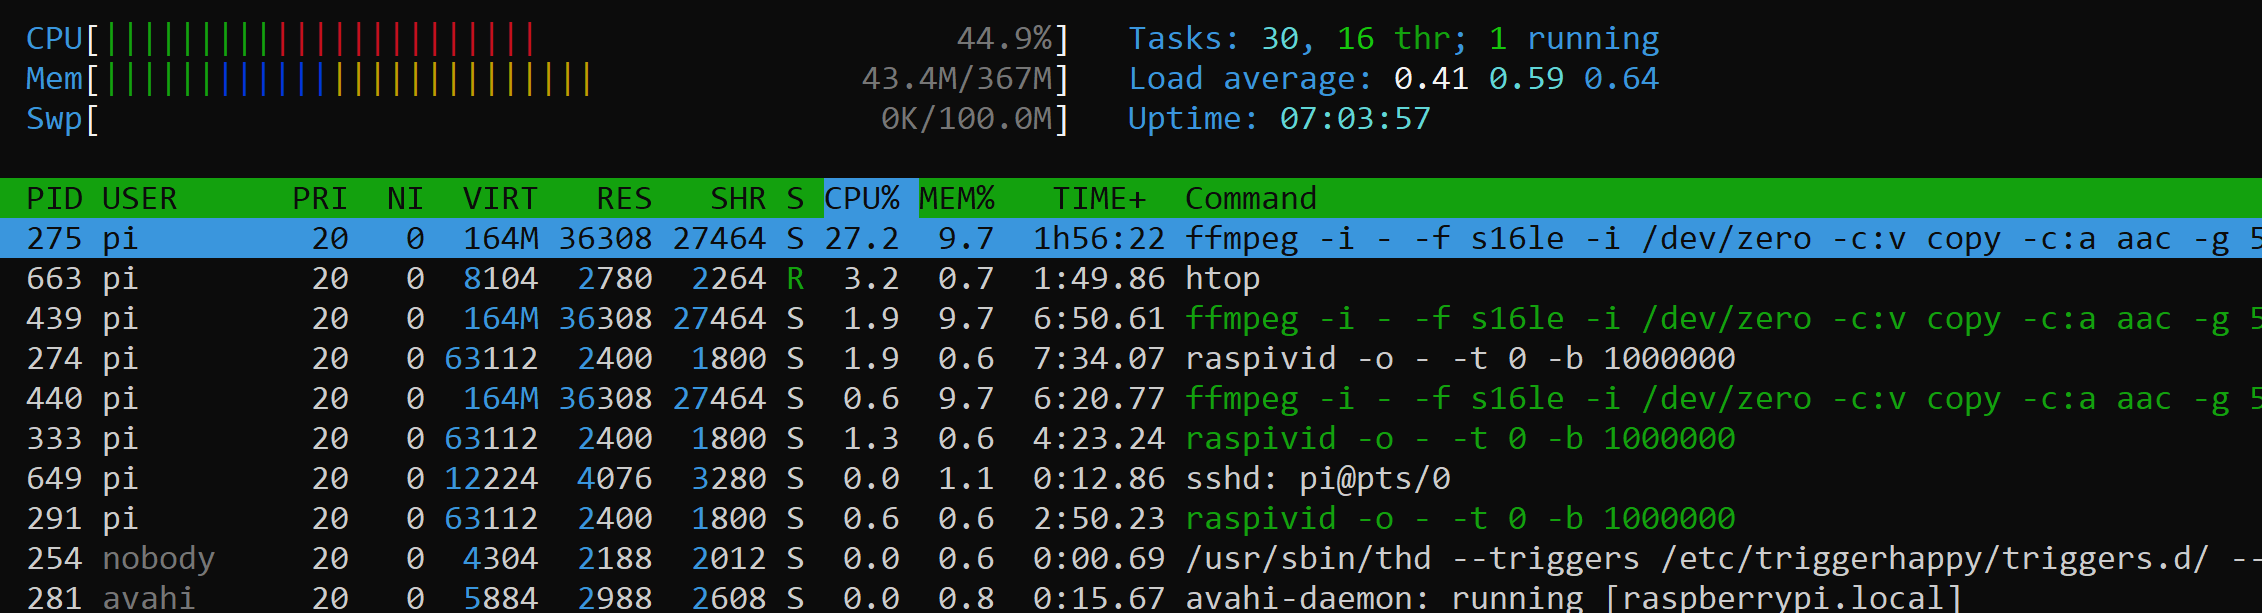 CPU[||||||||||||||||||||||| 44.9%] Tasks: 30, 16 thr; 1 running
Mem[|||||||||||||||||||||||||| 43.4M/367M] Load average: 0.41 0.59 0.64
Swp[ 0K/100.0M] Uptime: 07:03:57
PID USER PRI NI VIRT RES SHR S CPU% MEM% TIME+ Command
275 pi 20 0 164M 36308 27464 S 27.2 9.7 1h56:22 ffmpeg -i - -f s16le -i /dev/zero -c:v copy -c:a aac -g 5
663 pi 20 0 8104 2780 2264 R 3.2 0.7 1:49.86 htop
439 pi 20 0 164M 36308 27464 S 1.9 9.7 6:50.61 ffmpeg -i - -f s16le -i /dev/zero -c:v copy -c:a aac -g 5
274 pi 20 0 63112 2400 1800 S 1.9 0.6 7:34.07 raspivid -o - -t 0 -b 1000000
440 pi 20 0 164M 36308 27464 S 0.6 9.7 6:20.77 ffmpeg -i - -f s16le -i /dev/zero -c:v copy -c:a aac -g 5
333 pi 20 0 63112 2400 1800 S 1.3 0.6 4:23.24 raspivid -o - -t 0 -b 1000000
649 pi 20 0 12224 4076 3280 S 0.0 1.1 0:12.86 sshd: pi@pts/0
291 pi 20 0 63112 2400 1800 S 0.6 0.6 2:50.23 raspivid -o - -t 0 -b 1000000
254 nobody 20 0 4304 2188 2012 S 0.0 0.6 0:00.69 /usr/sbin/thd --triggers /etc/triggerhappy/triggers.d/ --
281 avahi 20 0 5884 2988 2608 S 0.0 0.8 0:15.67 avahi-daemon: running [raspberrypi.local]